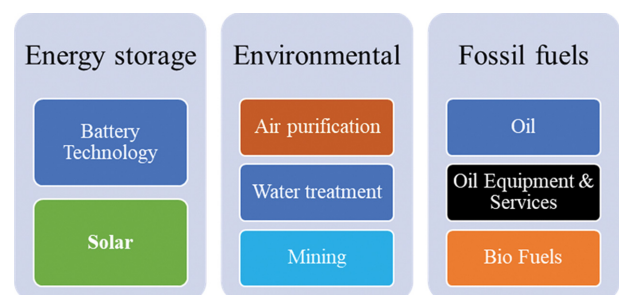 Energy storage
Battery
Technology
Solar
Environmental
Air purification
Water treatment
Mining
Fossil fuels
Oil
Oil Equipment &
Services
Bio Fuels